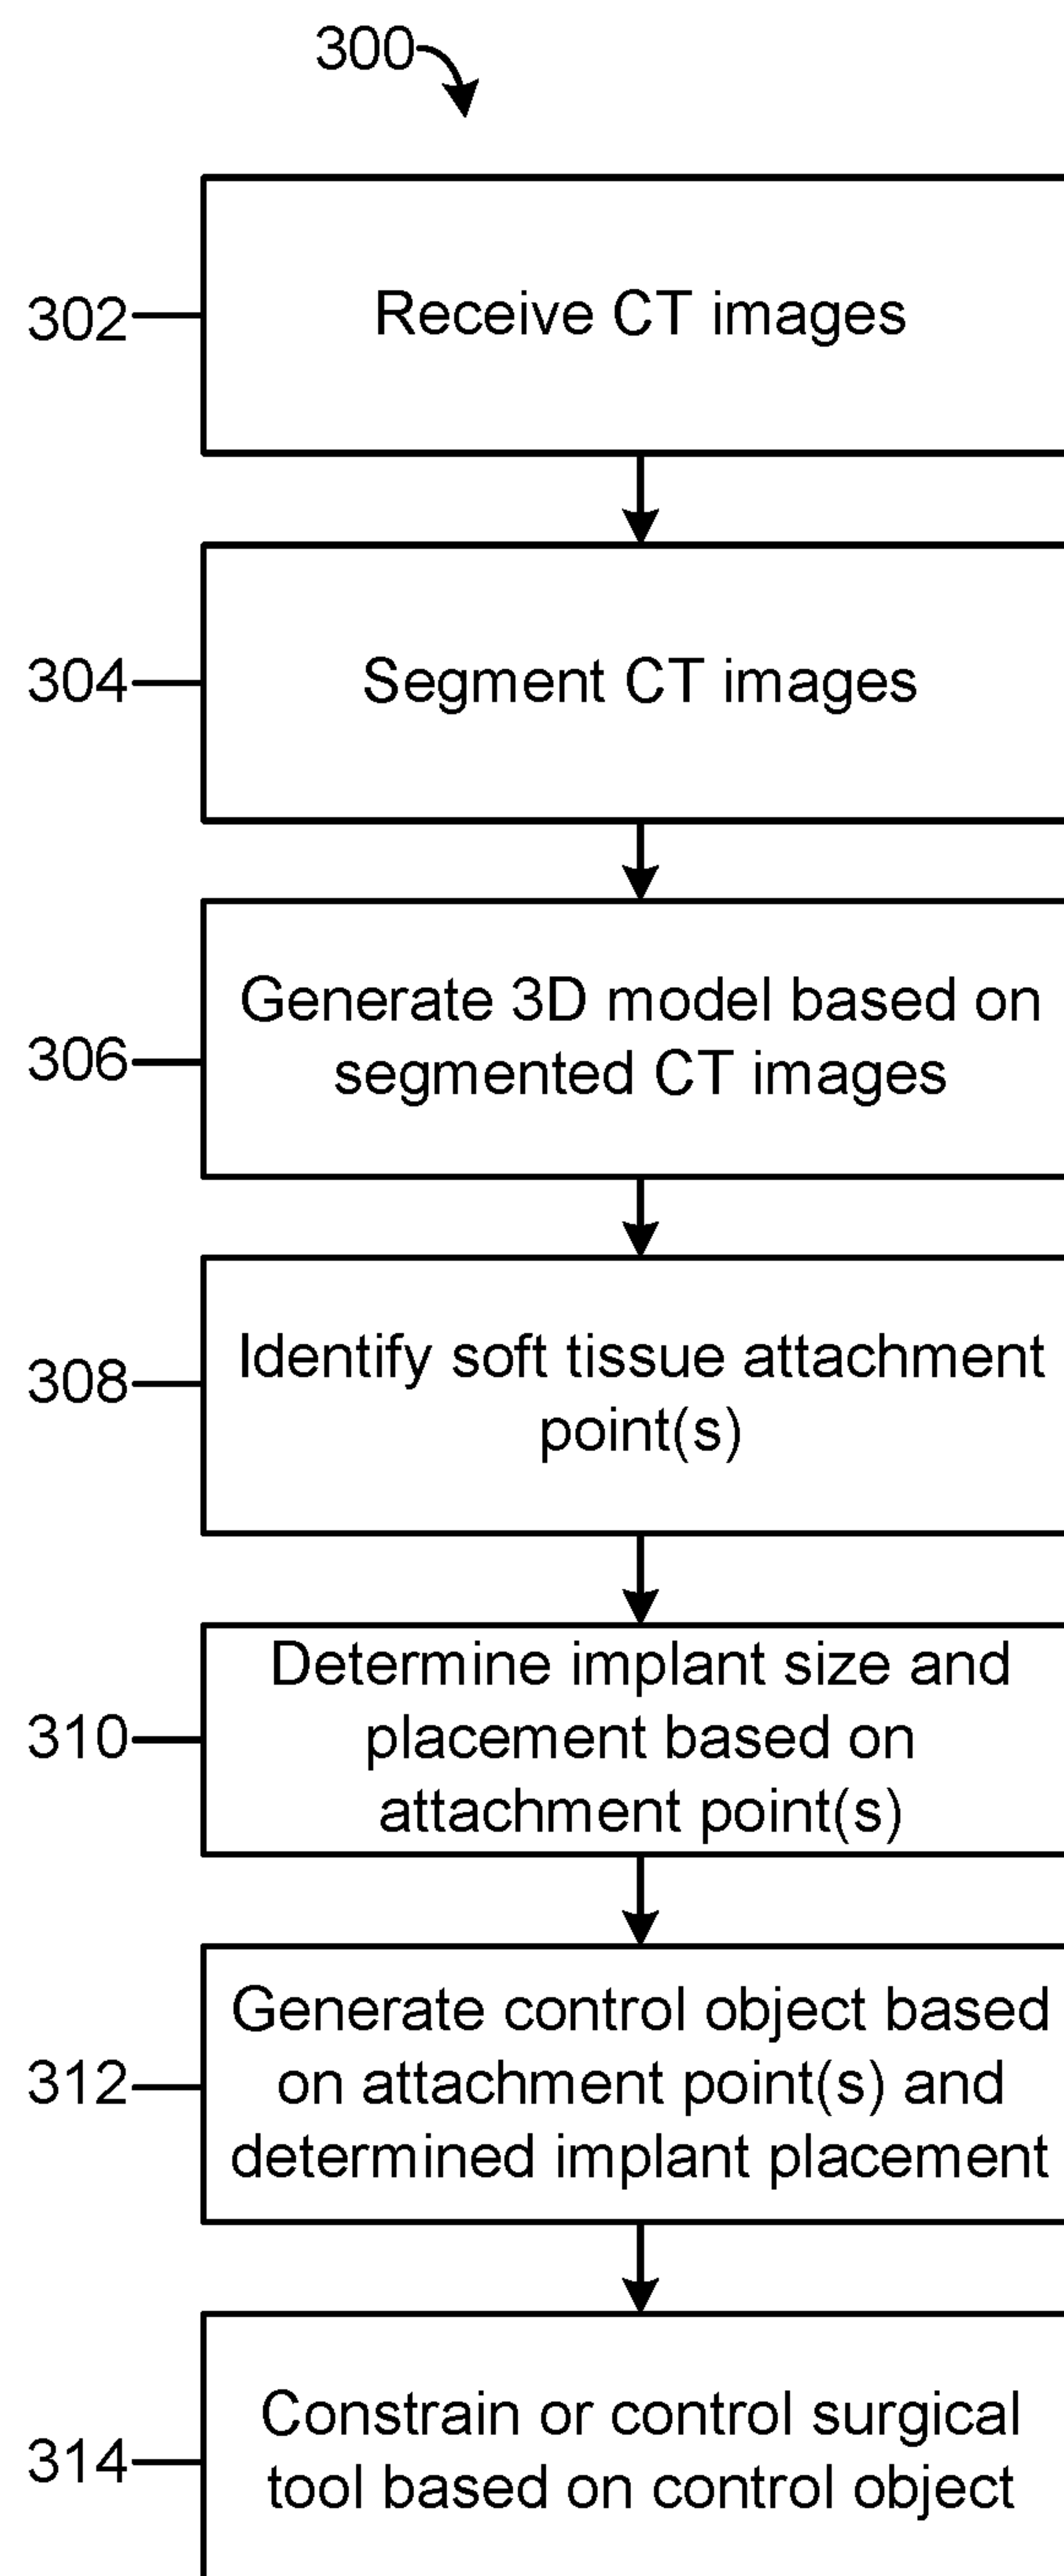 300
302
Receive CT images
304
Segment CT images
306
Generate 3D model based on
segmented CT images
308
Identify soft tissue attachment
point(s)
310
Determine implant size and
placement based on
attachment point(s)
312
Generate control object based
on attachment point(s) and
determined implant placement
314
Constrain or control surgical
tool based on control object